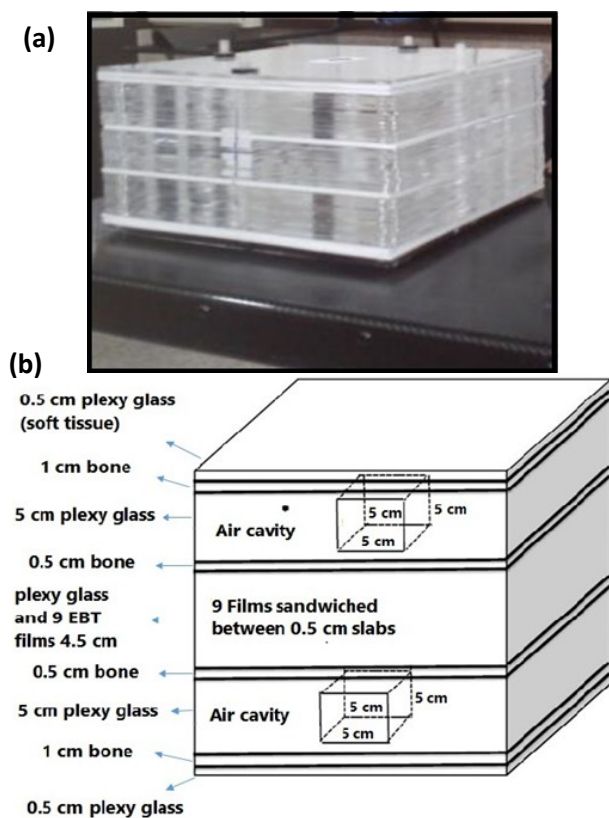 (a)
(b)
0.5 cm plexy glass
(soft tissue)
1 cm bone
5 cm plexy glass
0.5 cm bone
plexy glass
and 9 EBT
films 4.5 cm
0.5 cm bone
5 cm plexy glass
1 cm bone
0.5 cm plexy glass
Air cavity
5 cm
5 cm
5 cm
9 Films sandwiched
between 0.5 cm slabs
Air cavity
5 cm
5 cm
5 cm